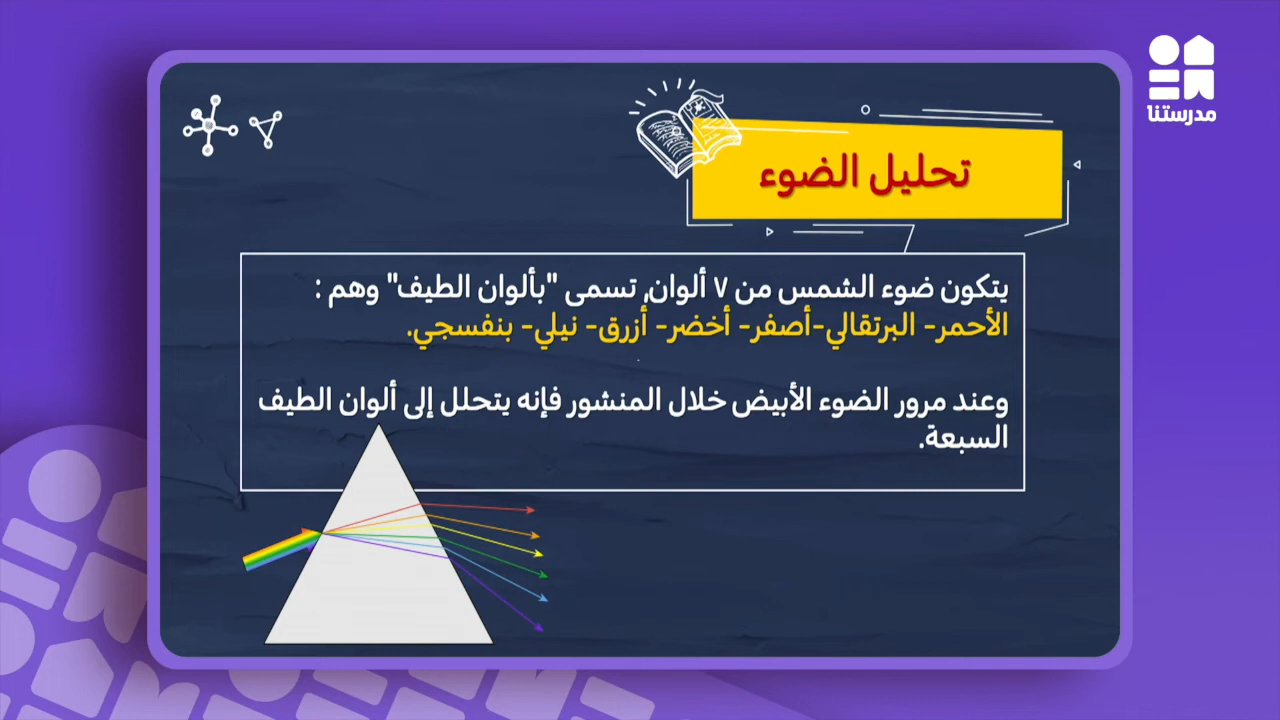 مدرستنا
تحليل الضوء
يتكون ضوء الشمس من ٧ ألوان, تسمى "بألوان الطيف" وهم :
الأحمر- البرتقالي-أصفر- أخضر- أزرق- نيلي- بنفسجي.
وعند مرور الضوء الأبيض خلال المنشور فإنه يتحلل إلى ألوان الطيف
السبعة.